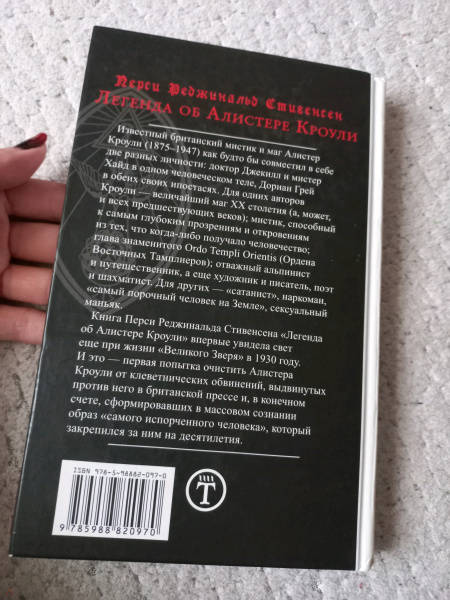 Перси Реджинальд Стивенсен
Легенда об Алистере Кроули
Известный британский мистик и маг Алистер
Кроули (1875–1947) как будто бы совместил в себе
две разных личности: доктор Джекилл и мистер
Хайд в одном человеческом теле, Дориан Грей
в обеих своих ипостасях. Для одних авторов
Кроули — величайший маг XX столетия (а, может,
и всех предшествующих веков); мистик, способный
к самым глубоким прозрениям и откровениям
из тех, что когда-либо получало человечество;
глава знаменитого Ordo Templi Orientis (Ордена
Восточных Тамплиеров); отважный альпинист
и путешественник, а еще художник и писатель, поэт
и шахматист. Для других — «сатанист», наркоман,
«самый порочный человек на Земле», сексуальный
маньяк.
Книга Перси Реджинальда Стивенсена «Легенда
об Алистере Кроули» впервые увидела свет
еще при жизни «Великого Зверя» в 1930 году.
И это — первая попытка очистить Алистера
Кроули от клеветнических обвинений, выдвинутых
против него в британской прессе и, в конечном
счете, сформировавших в массовом сознании
образ «самого испорченного человека», который
закрепился за ним на десятилетия.
ISBN 978-5-98882-097-0
9 785988 820970
Т